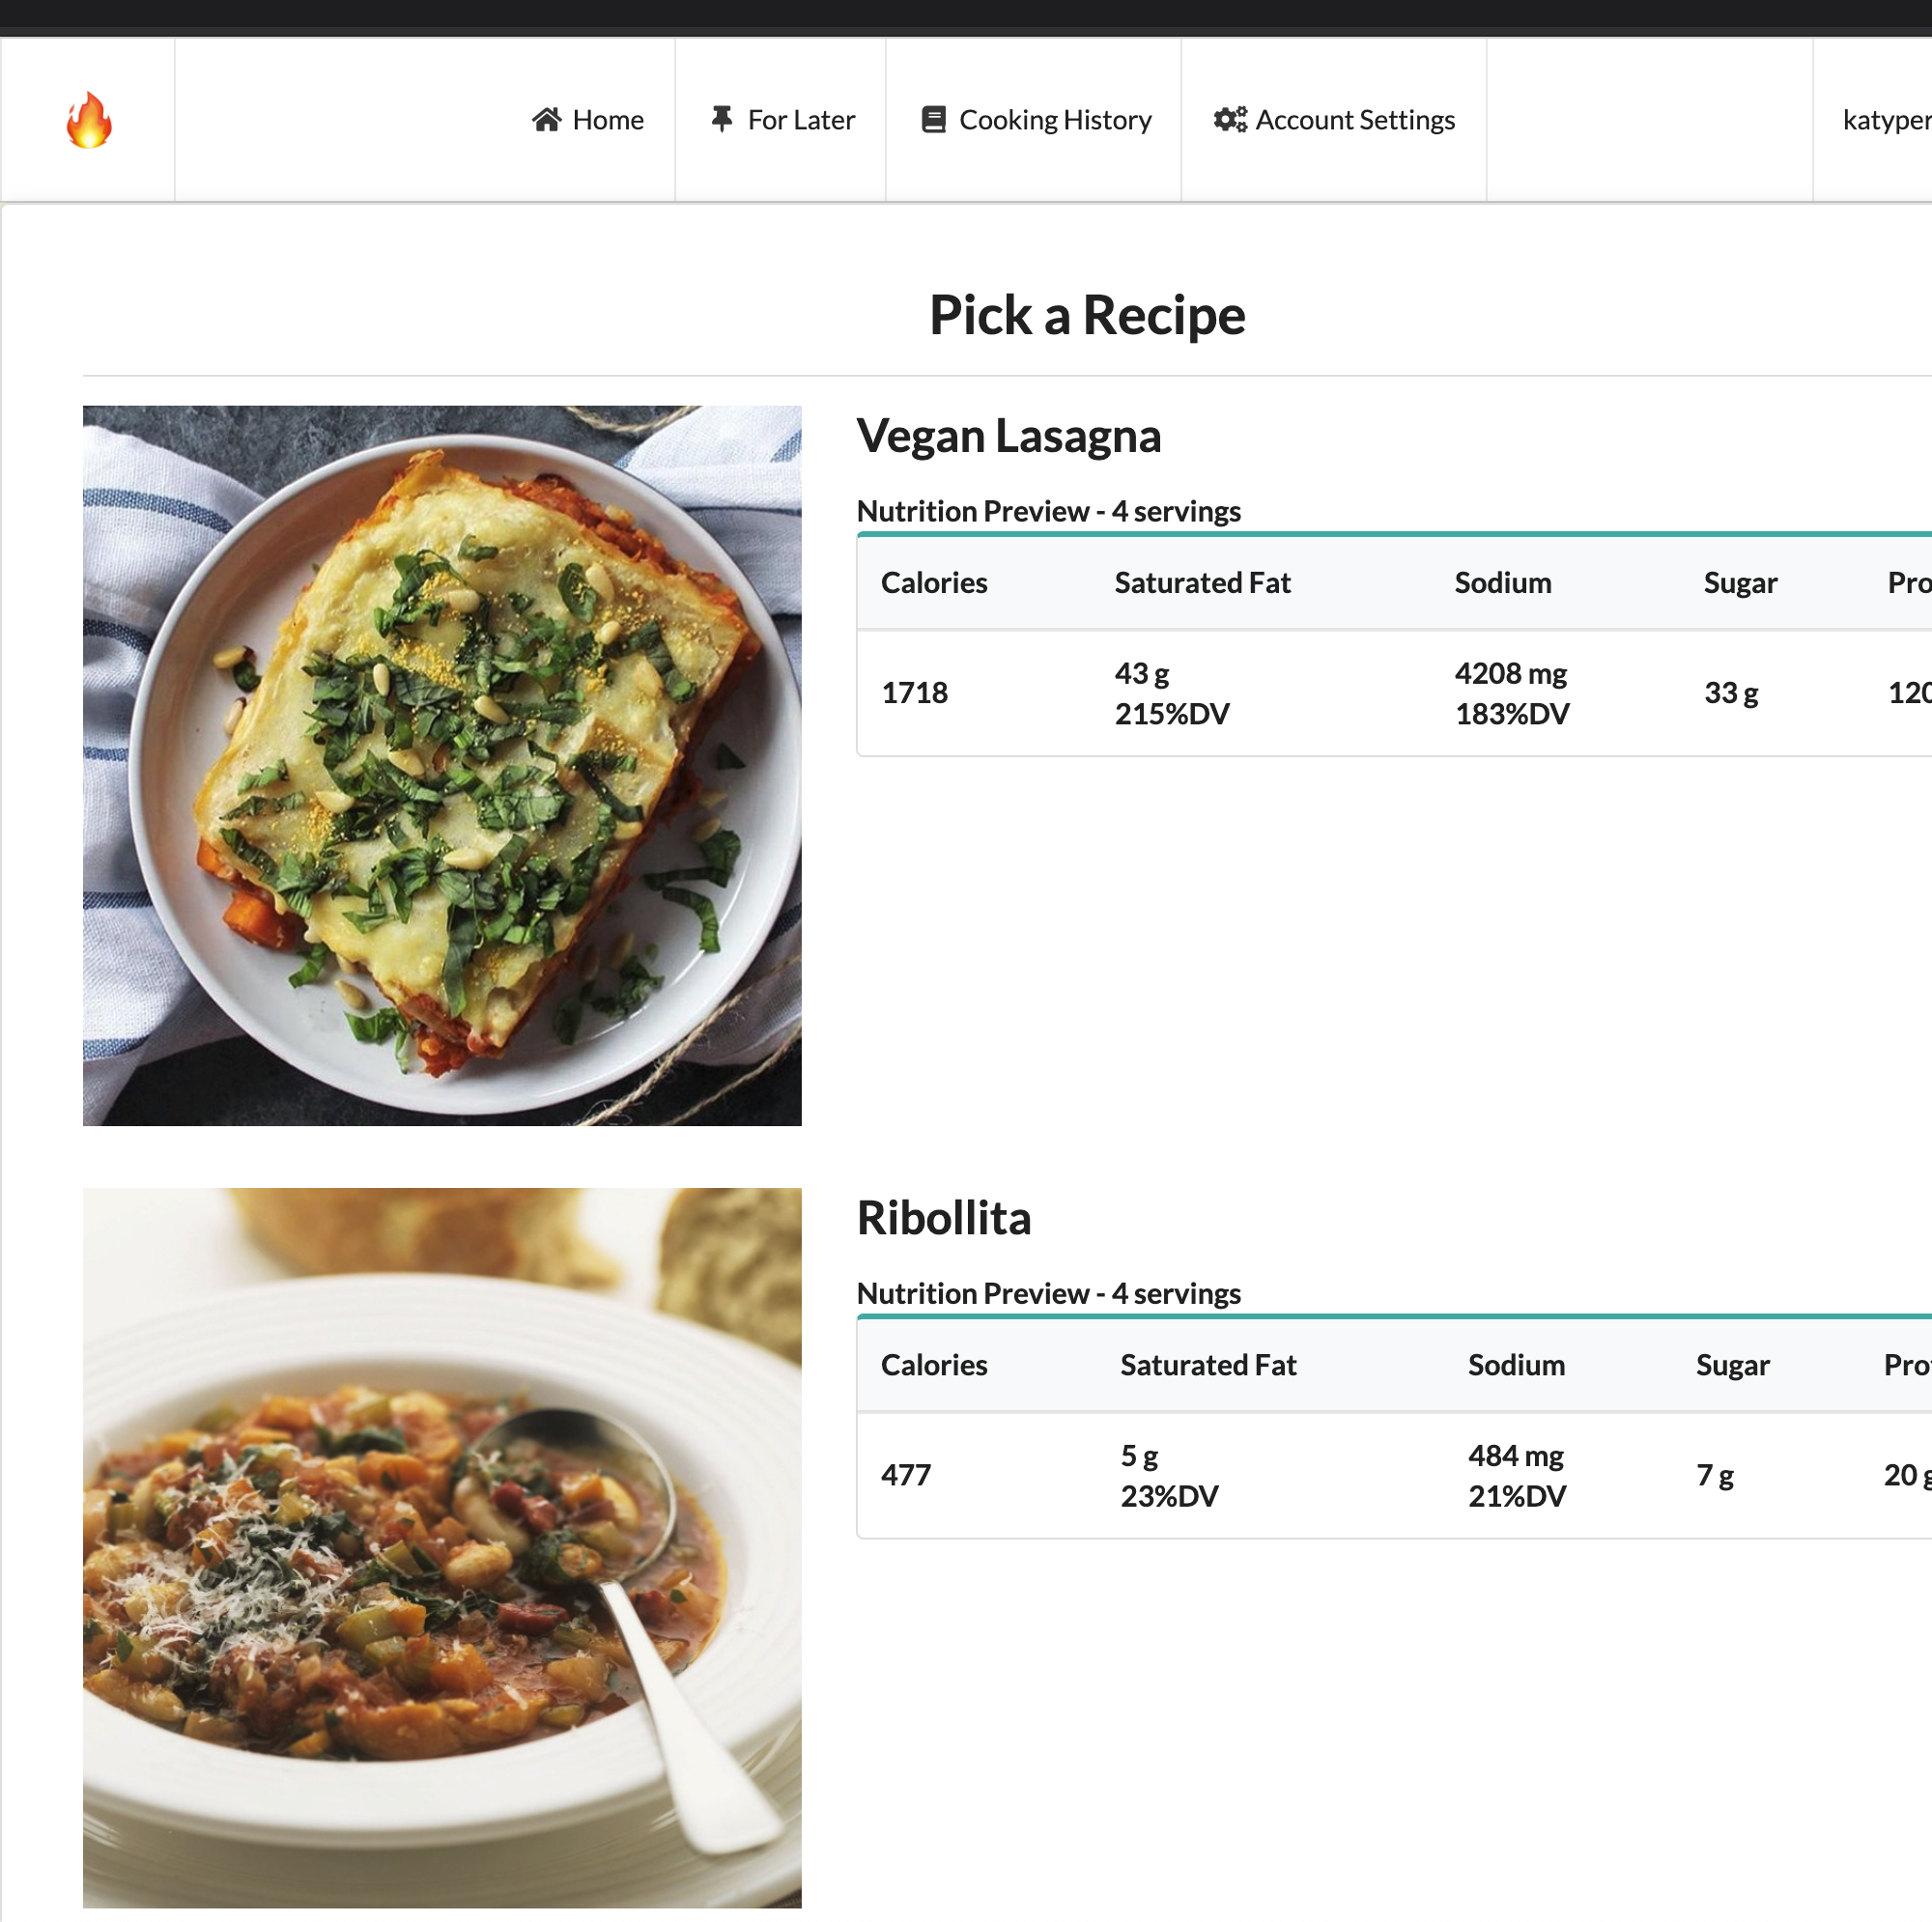 Home
For Later
Cooking History
Account Settings
katyper
Pick a Recipe
Vegan Lasagna
Nutrition Preview - 4 servings
Calories Saturated Fat Sodium Sugar Pro
1718 43 g 215%DV 4208 mg 183%DV 33 g 120
Ribollita
Nutrition Preview - 4 servings
Calories Saturated Fat Sodium Sugar Pro
477 5 g 23%DV 484 mg 21%DV 7 g 20 g